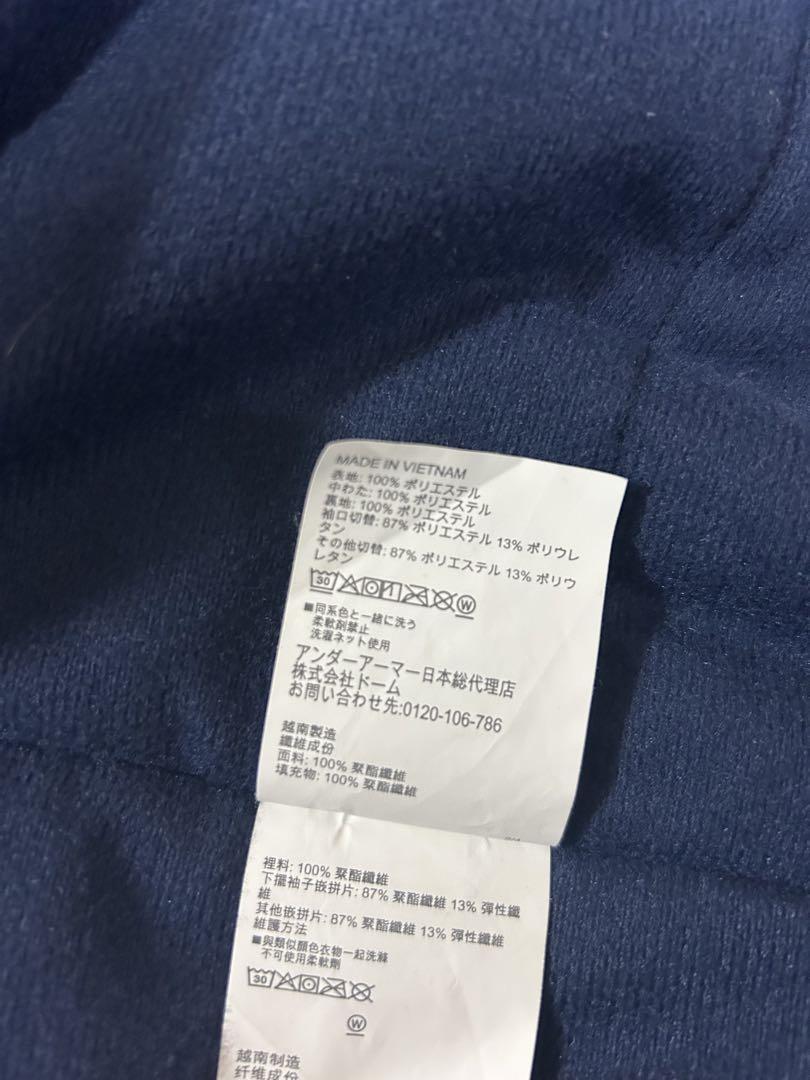 MADE IN VIETNAM
表地: 100% ポリエステル
中わた: 100% ポリエステル
裏地: 100% ポリエステル
袖口切替: 87% ポリエステル 13% ポリウレ
タン
その他切替: 87% ポリエステル 13% ポリウ
レタン
30 W
■同系色と一緒に洗う
柔軟剤禁止
洗濯ネット使用
アンダーアーマー日本総代理店
株式会社ドーム
お問い合わせ先:0120-106-786
越南製造
纖維成份
面料: 100% 聚酯纖維
填充物: 100% 聚酯纖維
裡料: 100% 聚酯纖維
下擺袖子嵌拼片: 87% 聚酯纖維 13% 彈性纖
維
其他嵌拼片: 87% 聚酯纖維 13% 彈性纖維
維護方法
■與類似顏色衣物一起洗滌
不可使用柔軟劑
30
W
越南制造
纤维成份